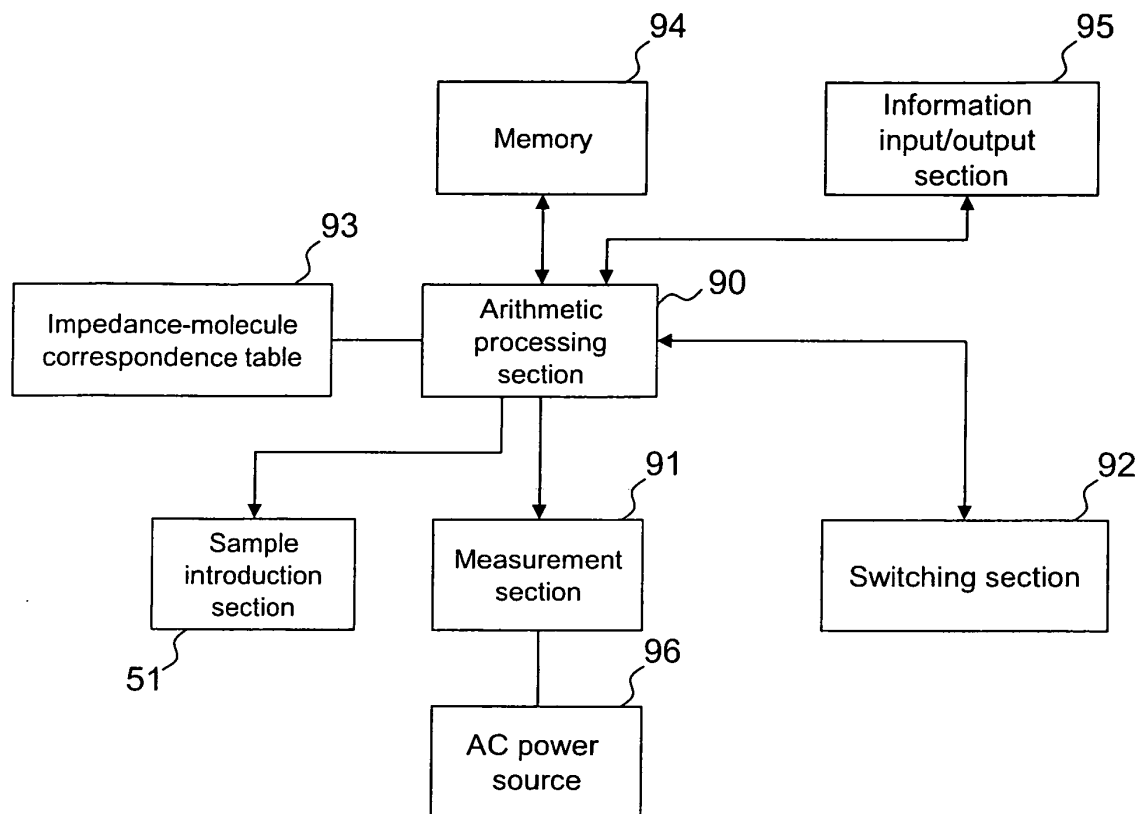 94
95
Memory
Information
input/output
section
93
90
Impedance-molecule
correspondence table
Arithmetic
processing
section
91
92
Sample
introduction
section
Measurement
section
Switching section
51
96
AC power
source